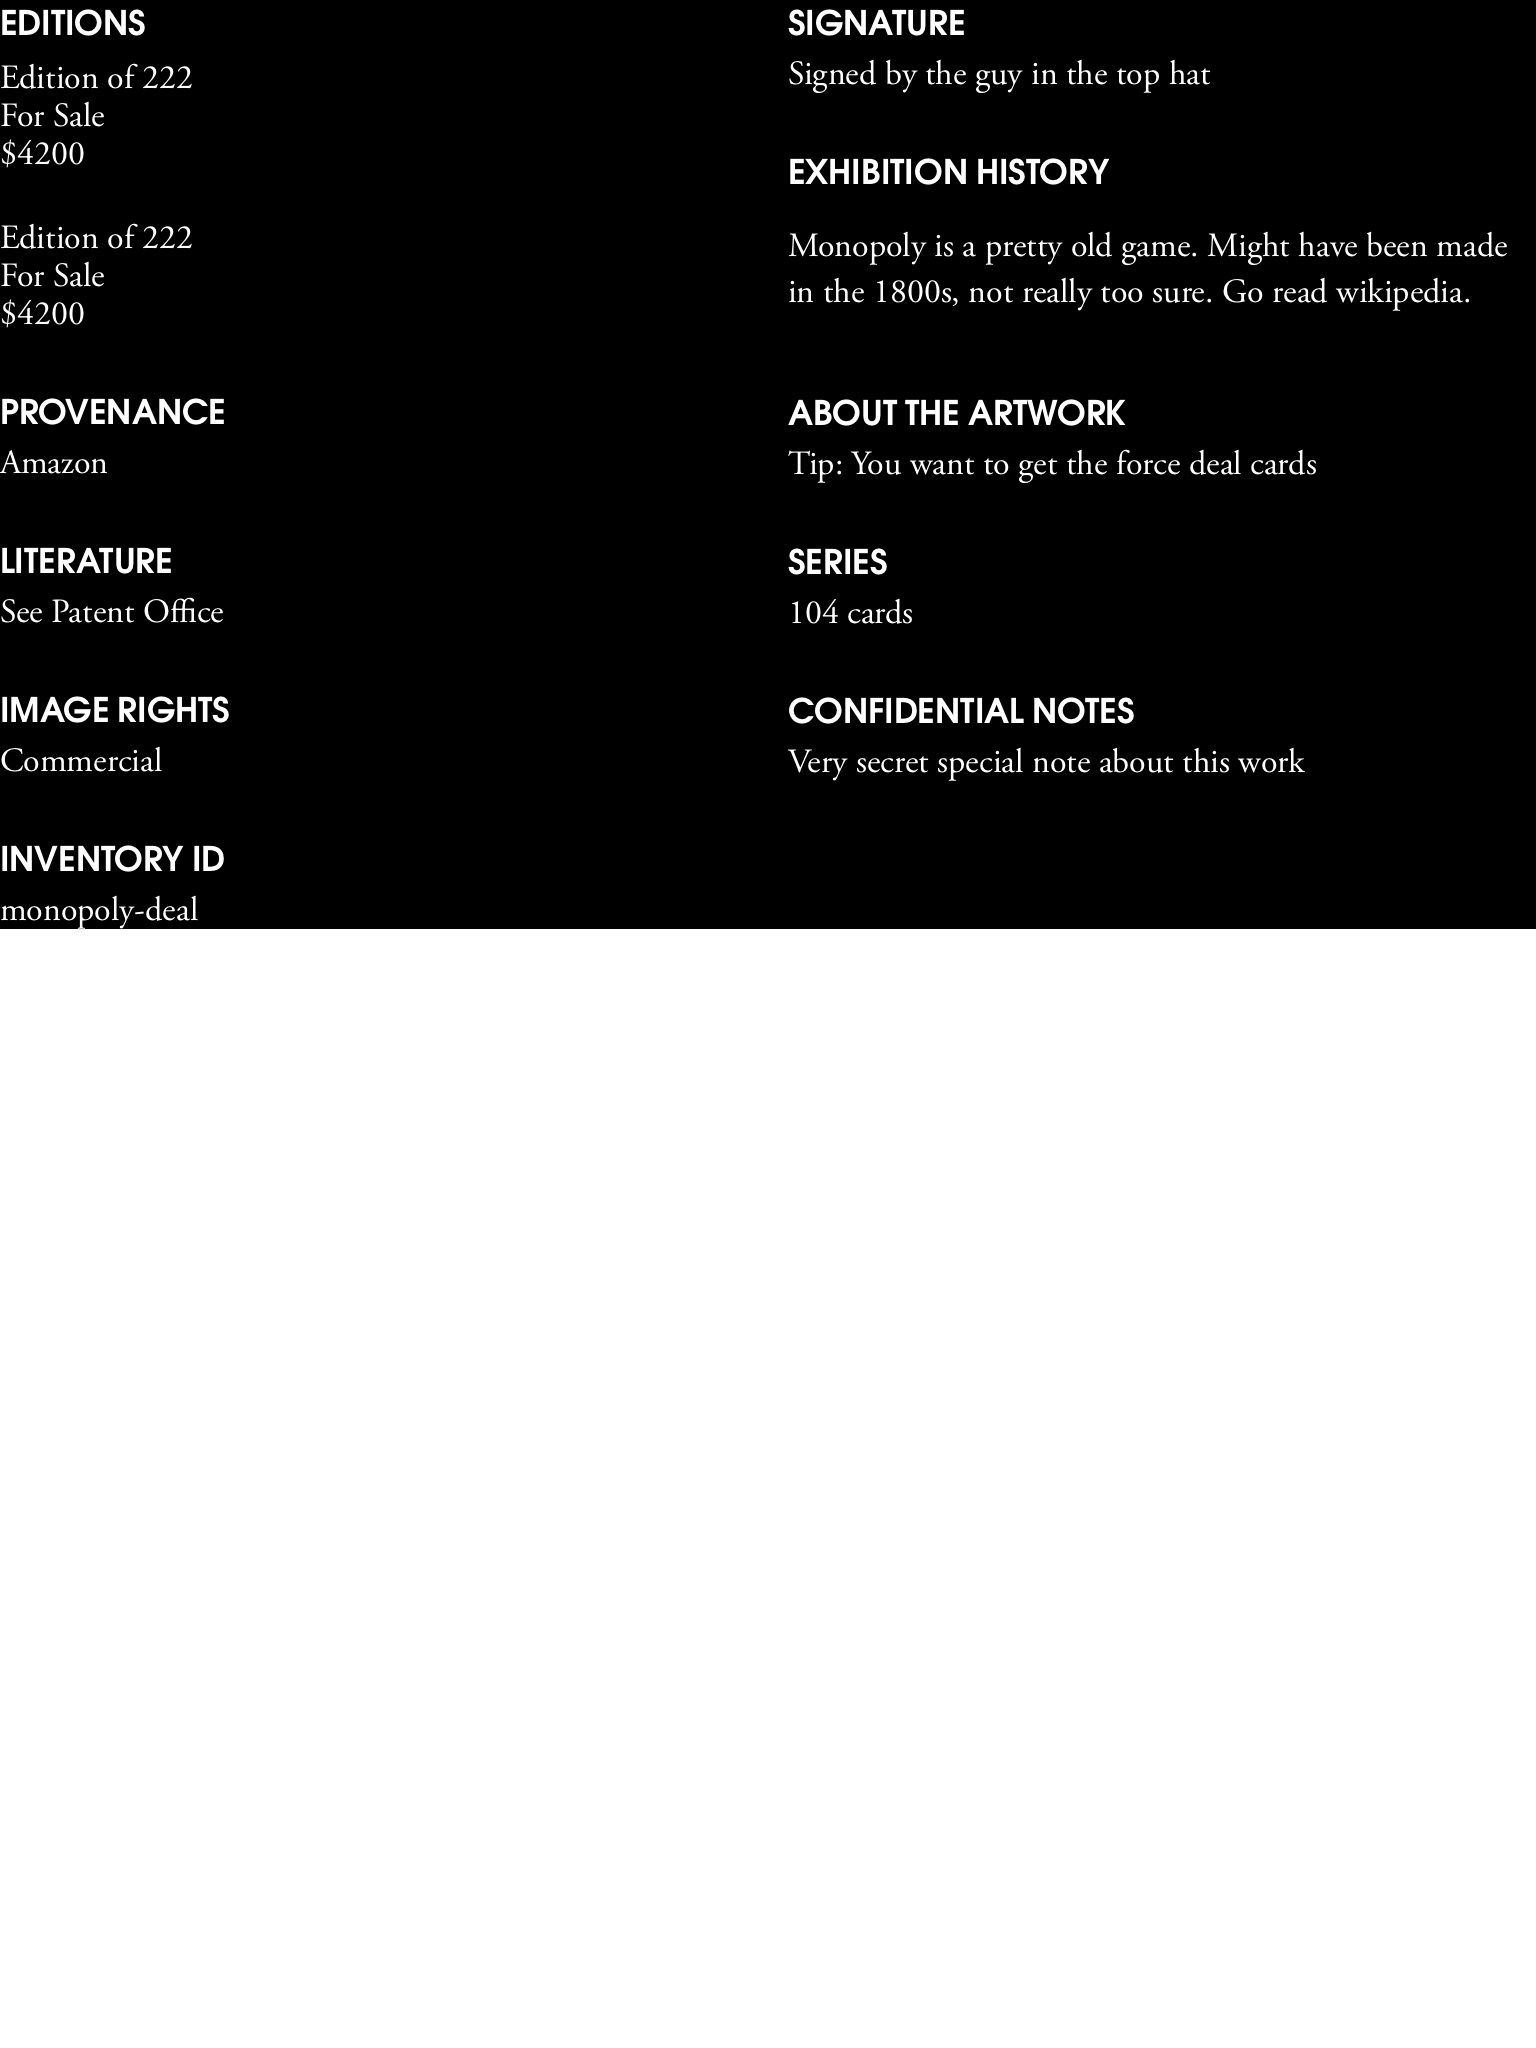 EDITIONS
Edition of 222
For Sale
$4200
Edition of 222
For Sale
$4200
PROVENANCE
Amazon
LITERATURE
See Patent Office
IMAGE RIGHTS
Commercial
INVENTORY ID
monopoly-deal
SIGNATURE
Signed by the guy in the top hat
EXHIBITION HISTORY
Monopoly is a pretty old game. Might have been made
in the 1800s, not really too sure. Go read wikipedia.
ABOUT THE ARTWORK
Tip: You want to get the force deal cards
SERIES
104 cards
CONFIDENTIAL NOTES
Very secret special note about this work